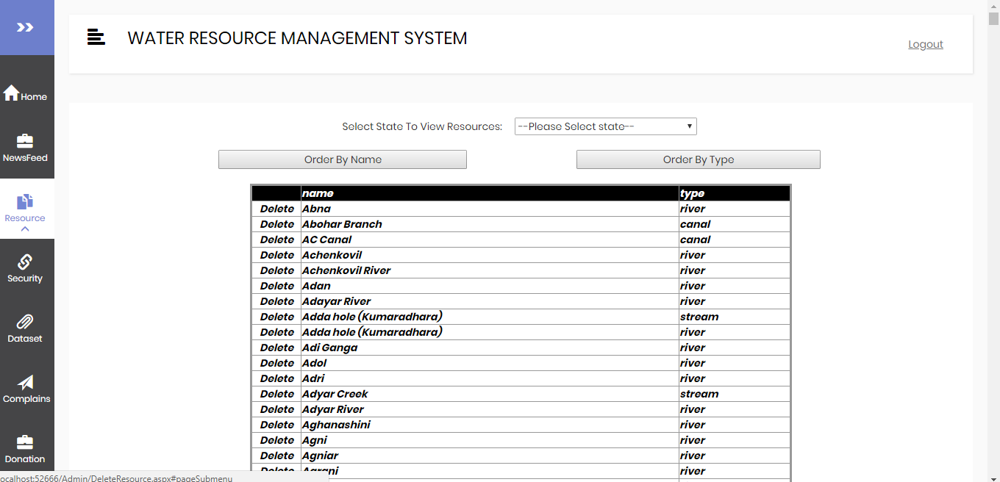 WATER RESOURCE MANAGEMENT SYSTEM
Logout
Home
NewsFeed
Resource
Security
Dataset
Complains
Donation
Select State To View Resources: --Please Select state--
Order By Name Order By Type
name type
Delete Abna river
Delete Abohar Branch canal
Delete AC Canal canal
Delete Achenkovil river
Delete Achenkovil River river
Delete Adan river
Delete Adayar River river
Delete Adda hole (Kumaradhara) stream
Delete Adda hole (Kumaradhara) river
Delete Adi Ganga river
Delete Adol river
Delete Adri river
Delete Adyar Creek stream
Delete Adyar River river
Delete Aghanashini river
Delete Agni river
Delete Agniar river
Delete Agrani river
ocalhost:52666/Admin/DeleteResource.aspx#pageSubmenu